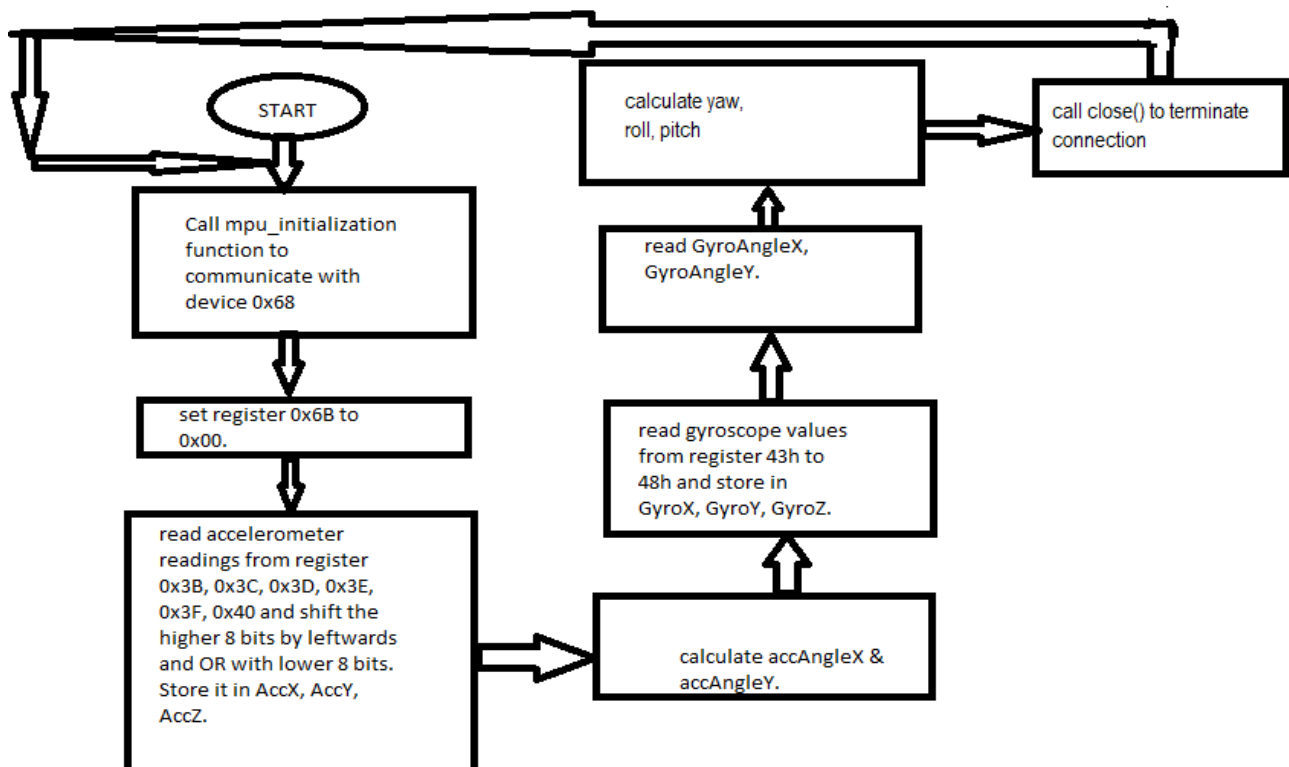 START
Call mpu_initialization
function to
communicate with
device 0x68
set register 0x6B to
0x00.
read accelerometer
readings from register
0x3B, 0x3C, 0x3D, 0x3E,
0x3F, 0x40 and shift the
higher 8 bits by leftwards
and OR with lower 8 bits.
Store it in AccX, AccY,
AccZ.
calculate accAngleX &
accAngleY.
read gyroscope values
from register 43h to
48h and store in
GyroX, GyroY, GyroZ.
read GyroAngleX,
GyroAngleY.
calculate yaw,
roll, pitch
call close() to terminate
connection